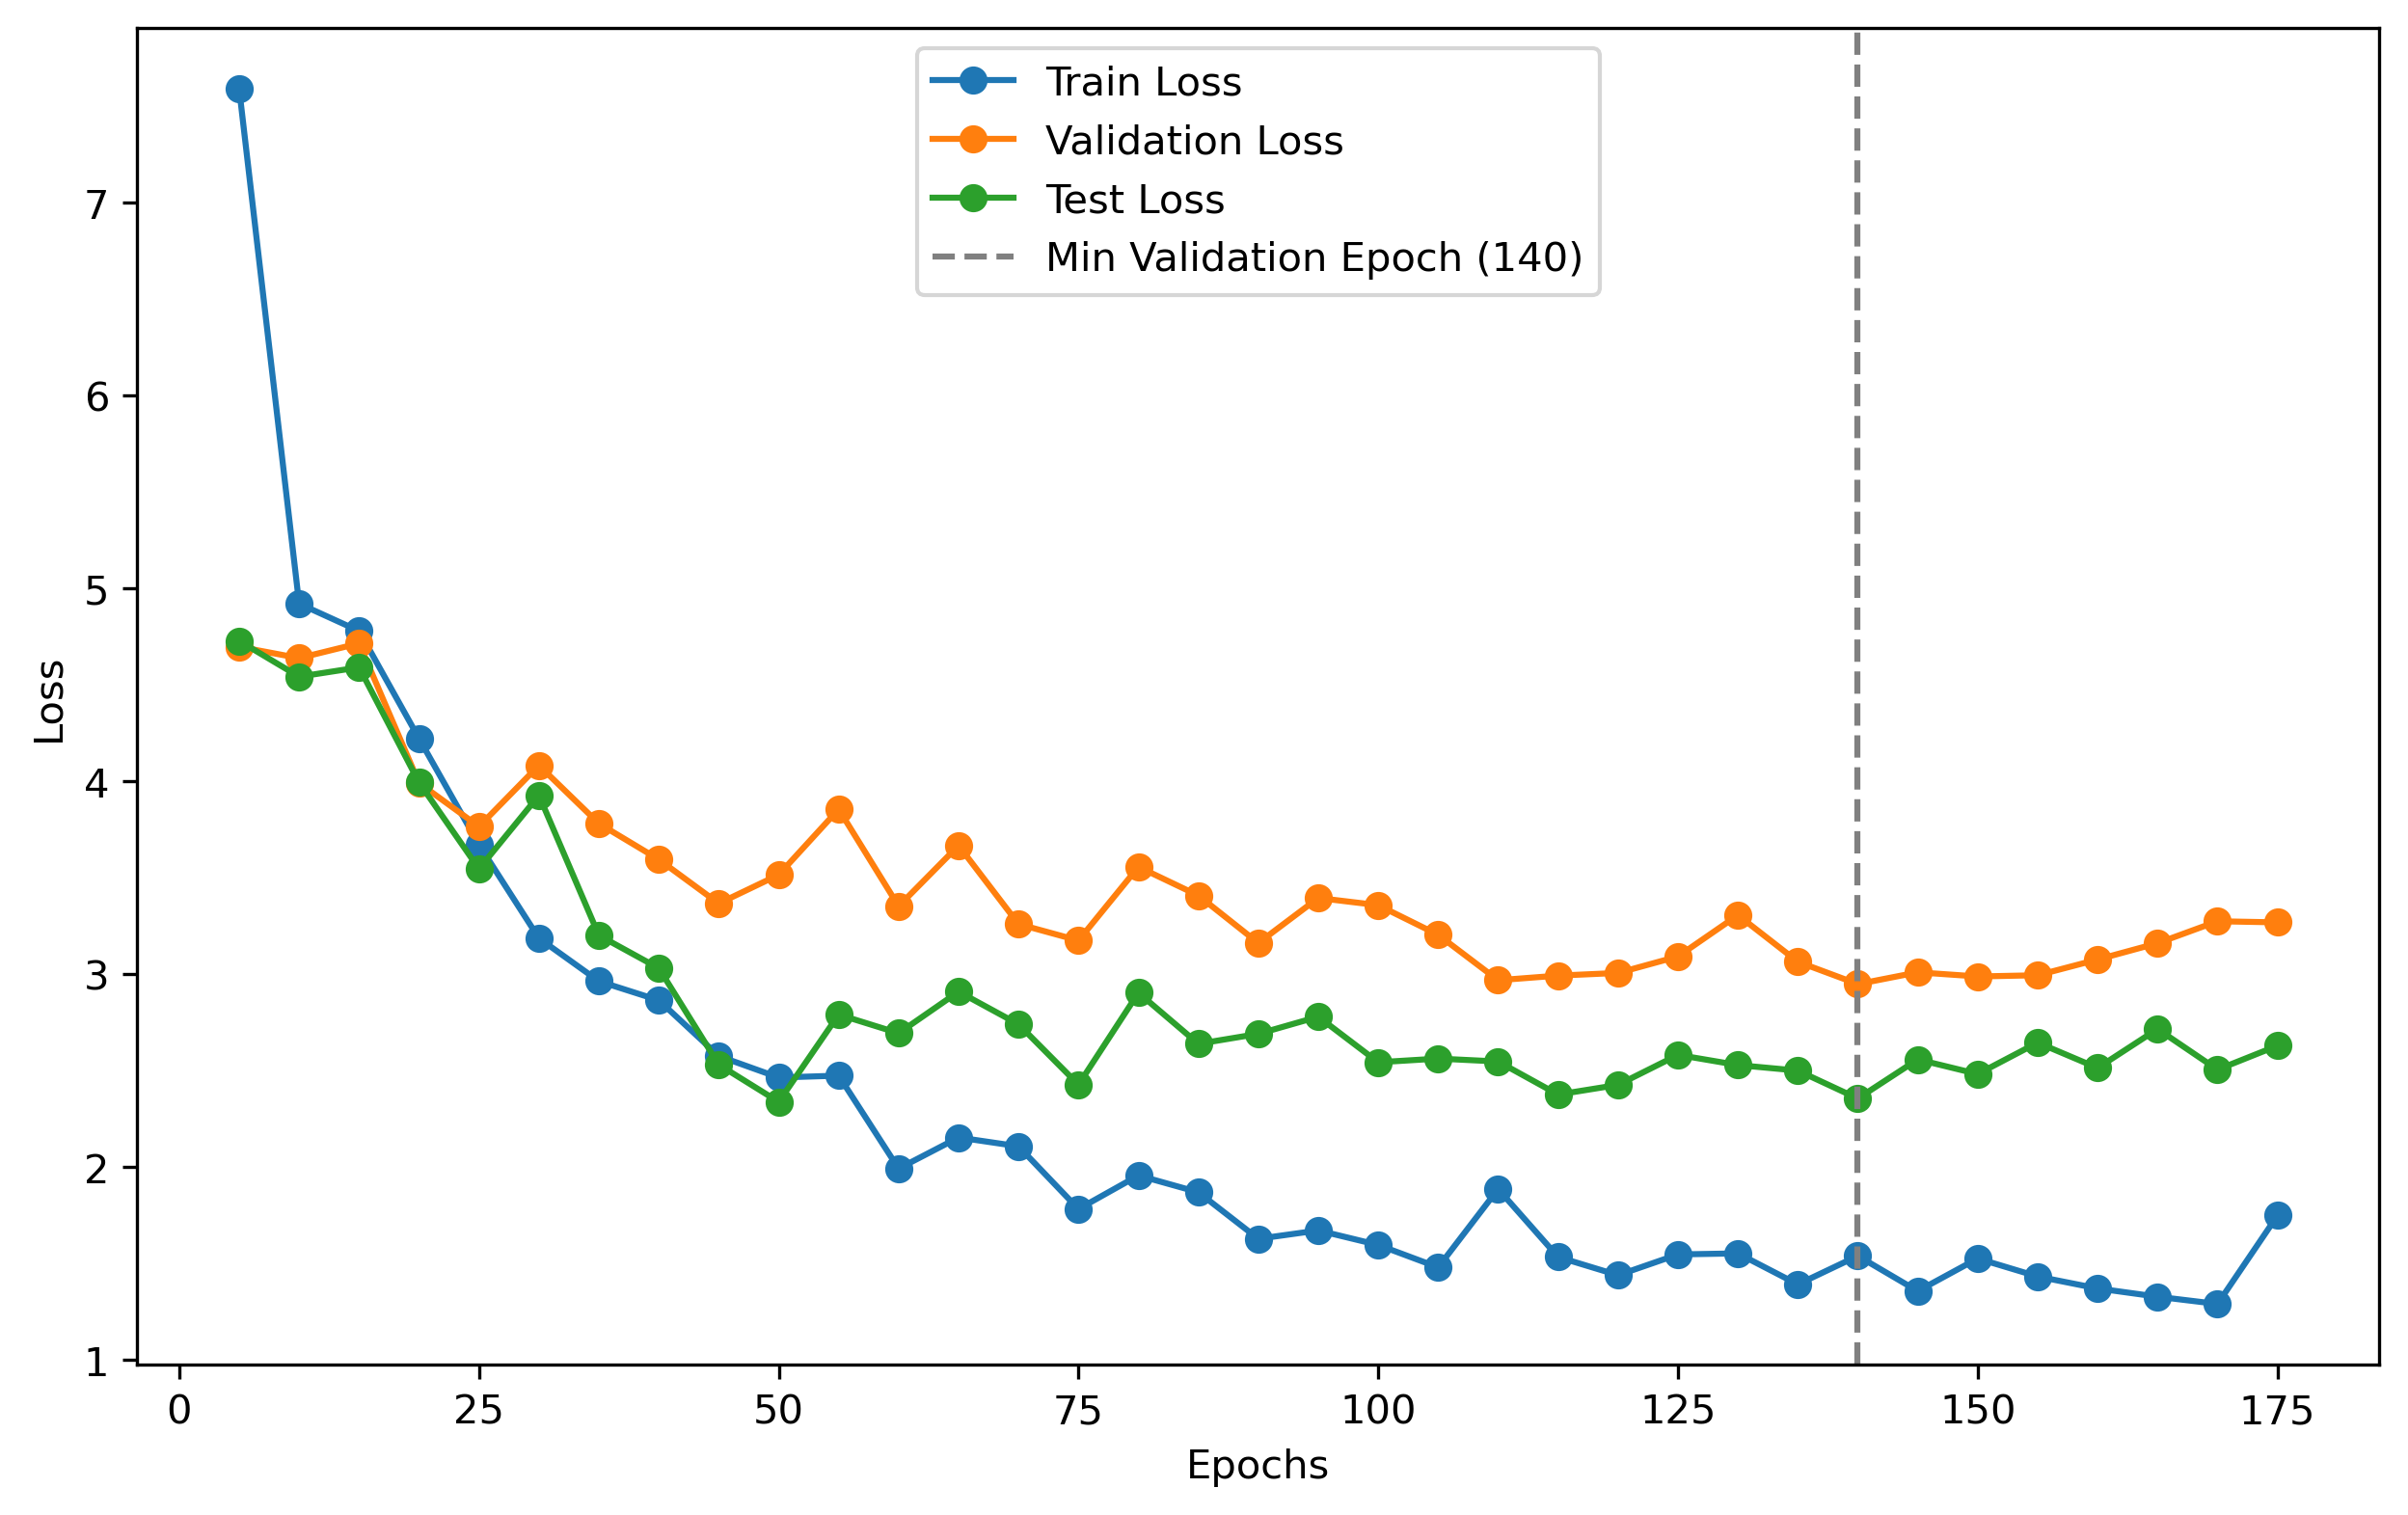 Train Loss
Validation Loss
Test Loss
Min Validation Epoch (140)
7
6
5
4
3
2
1
Loss
0 25 50 75 100 125 150 175
Epochs